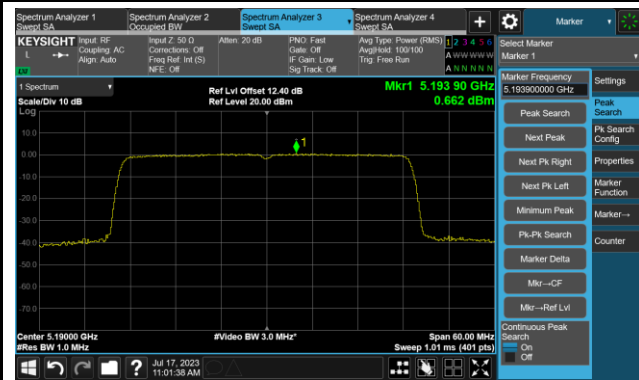 Spectrum Analyzer 1
Swept SA
Spectrum Analyzer 2
Occupied BW
Spectrum Analyzer 3
Swept SA
Spectrum Analyzer 4
Swept SA
+
Marker
KEYSIGHT
L
LXI
Input: RF
Coupling: AC
Align: Auto
Input Z: 50 Ω
Corrections: Off
Freq Ref: Int (S)
NFE: Off
Atten: 20 dB
PNO: Fast
Gate: Off
IF Gain: Low
Sig Track: Off
Avg Type: Power (RMS)
Avg|Hold: 100/100
Trig: Free Run
1 2 3 4 5 6
A W W W W W
A N N N N N
Select Marker
Marker 1
1 Spectrum
Scale/Div 10 dB
Log
Ref Lvl Offset 12.40 dB
Ref Level 20.00 dBm
Mkr1 5.193 90 GHz
0.662 dBm
10.0
0.00
-10.0
-20.0
-30.0
-40.0
-50.0
-60.0
-70.0
1
Center 5.19000 GHz
#Res BW 1.0 MHz
#Video BW 3.0 MHz*
Span 60.00 MHz
Sweep 1.01 ms (401 pts)
Marker Frequency
5.193900000 GHz
Peak Search
Next Peak
Next Pk Right
Next Pk Left
Minimum Peak
Pk-Pk Search
Marker Delta
Mkr→CF
Mkr→Ref Lvl
Continuous Peak
Search
On
Off
Settings
Peak
Search
Pk Search
Config
Properties
Marker
Function
Marker→
Counter
?
Jul 17, 2023
11:01:38 AM